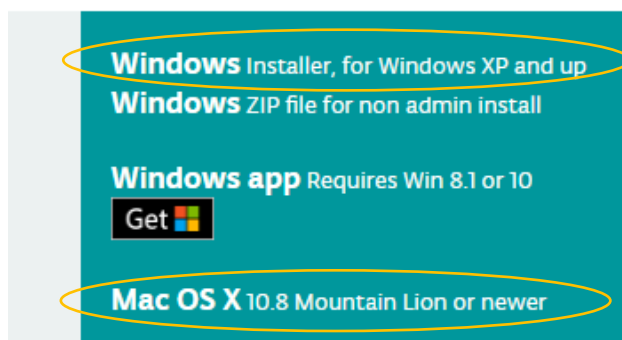 Windows Installer, for Windows XP and up
Windows ZIP file for non admin install
Windows app Requires Win 8.1 or 10
Get
Mac OS X 10.8 Mountain Lion or newer